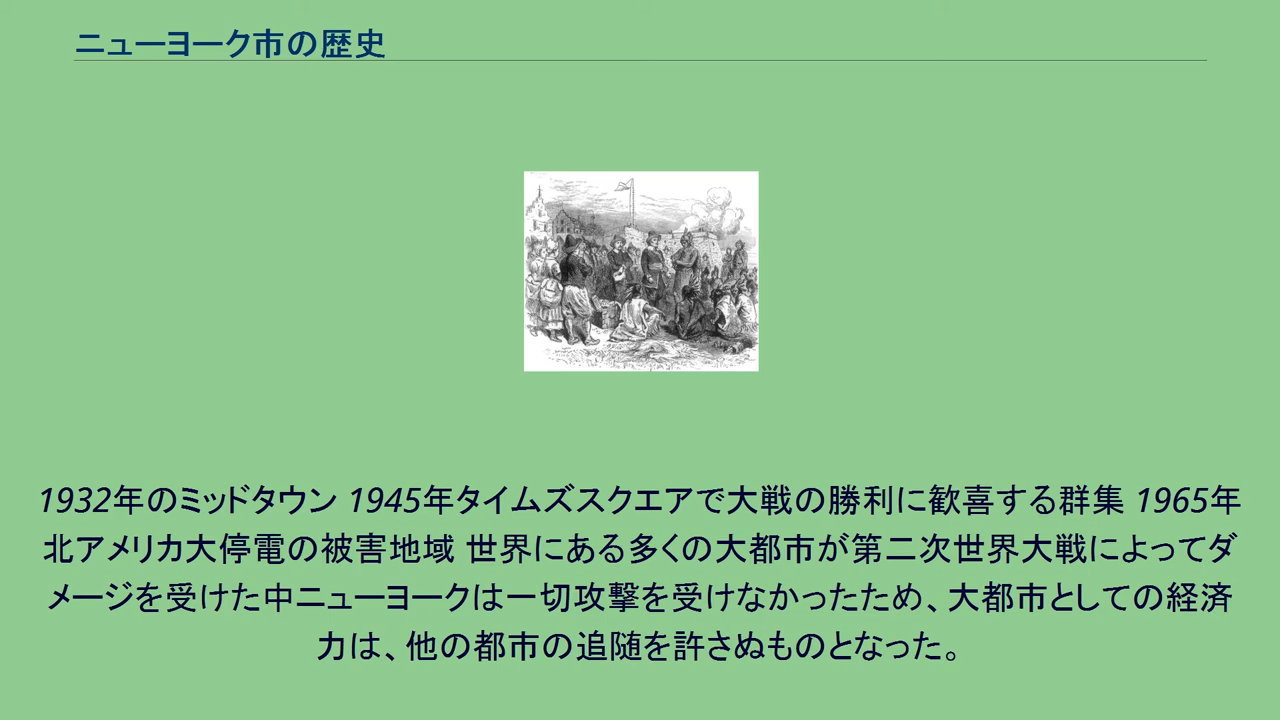 ニューヨーク市の歴史
1932年のミッドタウン 1945年タイムズスクエアで大戦の勝利に歓喜する群集 1965年
北アメリカ大停電の被害地域 世界にある多くの大都市が第二次世界大戦によってダ
メージを受けた中ニューヨークは一切攻撃を受けなかったため、大都市としての経済
力は、他の都市の追随を許さぬものとなった。